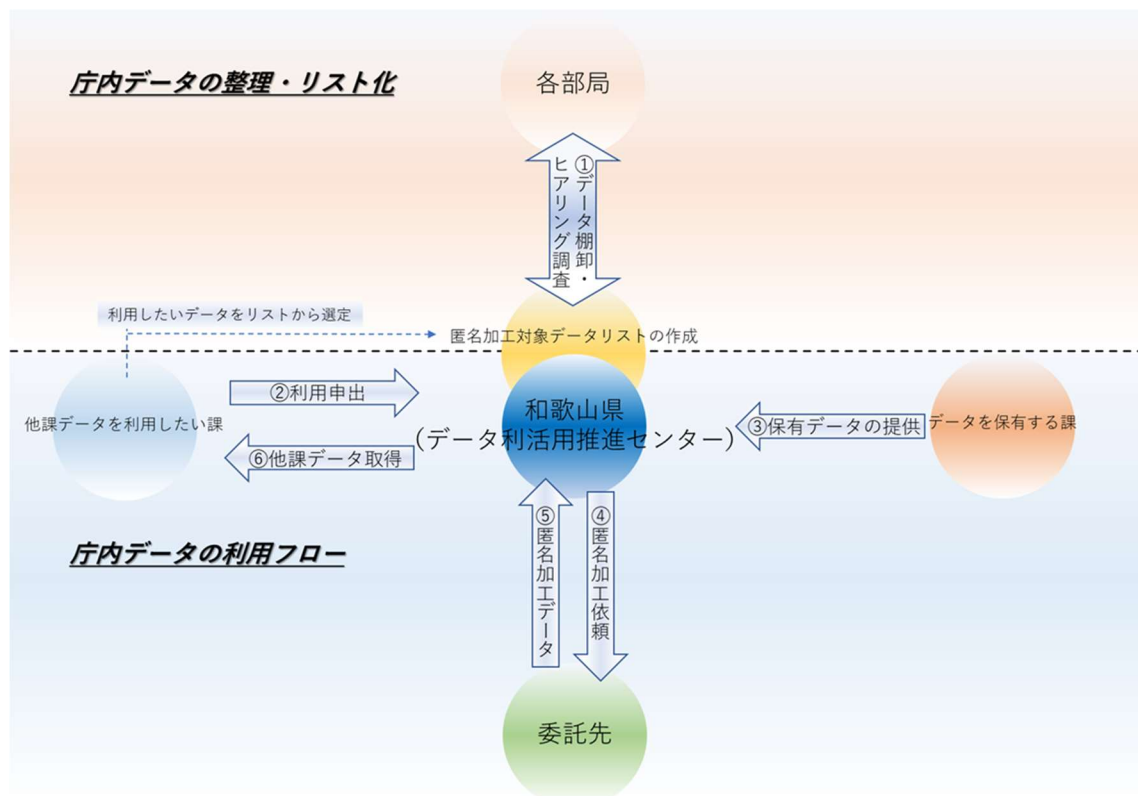 庁内データの整理・リスト化
各部局
①データ棚卸・
ヒアリング調査
利用したいデータをリストから選定
匿名加工対象データリストの作成
他課データを利用したい課
②利用申出
和歌山県
(データ利活用推進センター)
③保有データの提供
データを保有する課
⑥他課データ取得
庁内データの利用フロー
⑤匿名加工データ
④匿名加工依頼
委託先